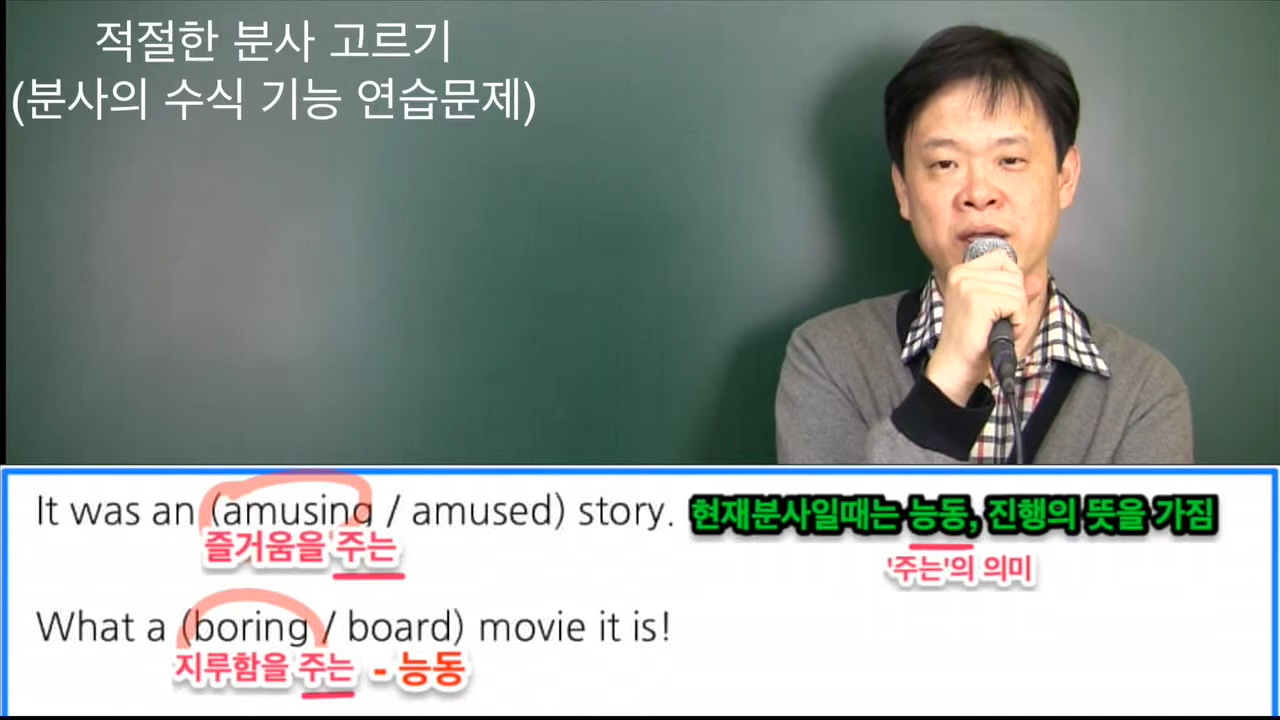 적절한 분사 고르기
(분사의 수식 기능 연습문제)
It was an (amusing / amused) story. 현재분사일때는 능동, 진행의 뜻을 가짐
즐거움을 주는
'주는'의 의미
What a (boring / board) movie it is!
지루함을 주는 - 능동